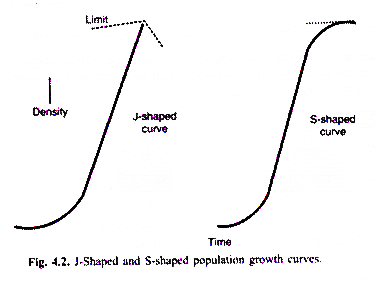 Limit
Density
J-shaped
curve
S-shaped
curve
Time
Fig. 4.2. J-Shaped and S-shaped population growth curves.